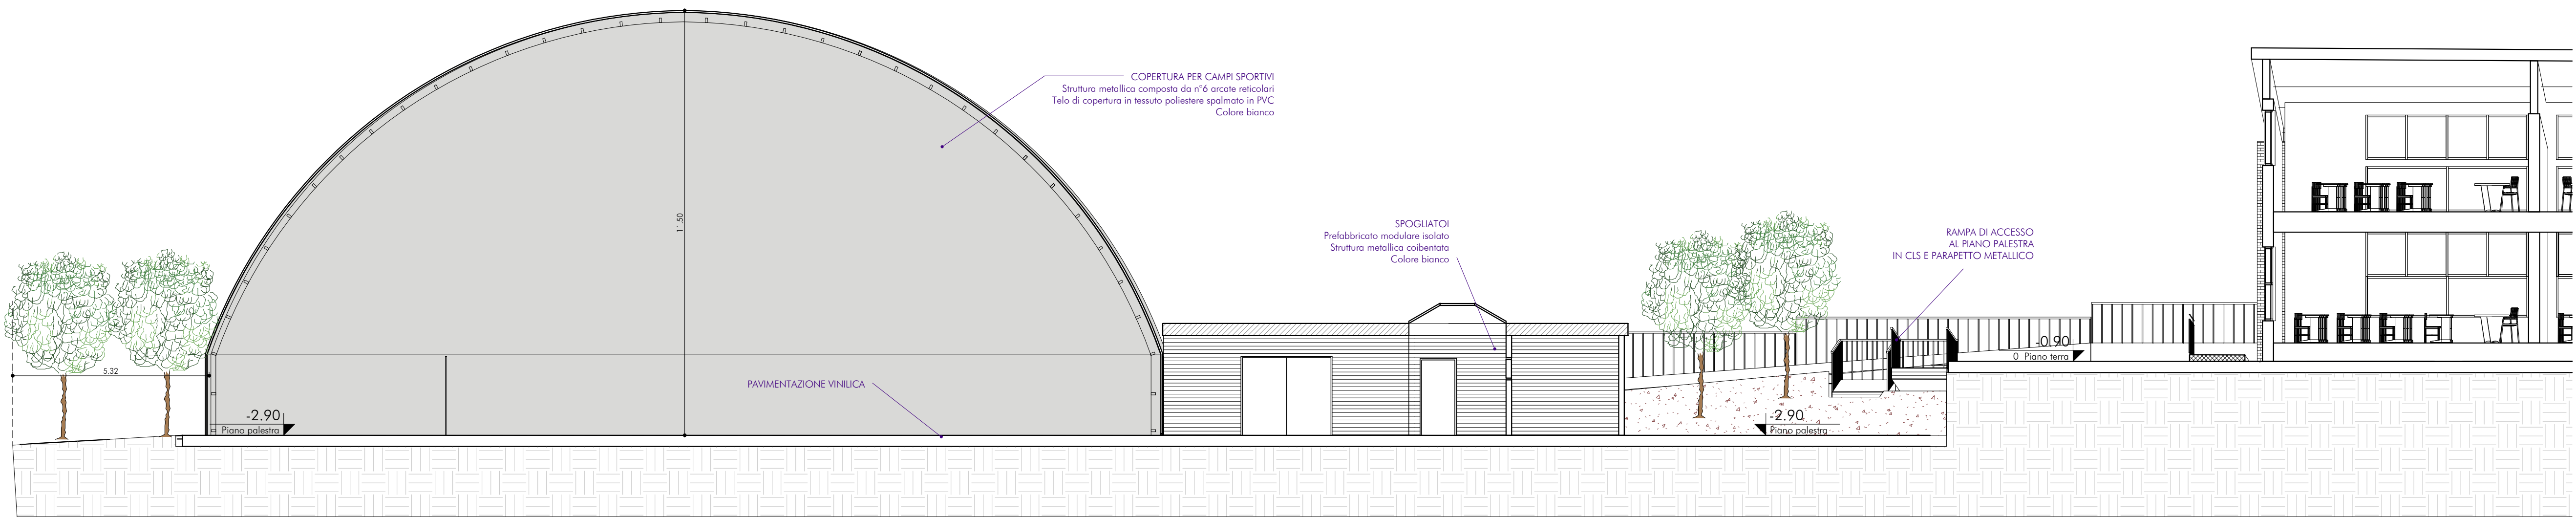 COPERTURA PER CAMPI SPORTIVI
Struttura metallica composta da n°6 arcate reticolari
Telo di copertura in tessuto poliestere spalmato in PVC
Colore bianco
11.50
SPOGLIATOI
Prefabbricato modulare isolato
Struttura metallica coibentata
Colore bianco
RAMPA DI ACCESSO
AL PIANO PALESTRA
IN CLS E PARAPETTO METALLICO
-0.90
0 Piano terra
5.32
PAVIMENTAZIONE VINILICA
-2.90
Piano palestra
-2.90
Piano palestra